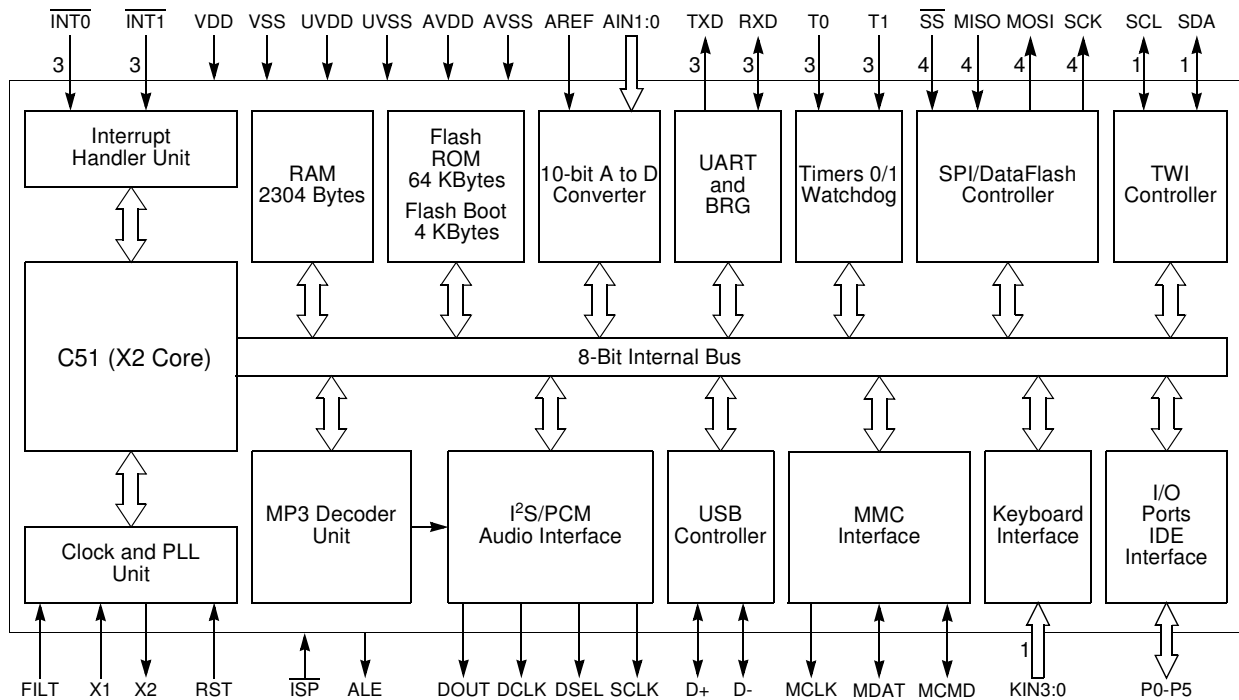 INT0 INT1 VDD VSS UVDD UVSS AVDD AVSS AREF AIN1:0 TXD RXD T0 T1 SS MISO MOSI SCK SCL SDA
3 3 3 3 3 3 4 4 4 4 1 1
Interrupt
Handler Unit
RAM
2304 Bytes
Flash
ROM
64 KBytes
Flash Boot
4 KBytes
10-bit A to D
Converter
UART
and
BRG
Timers 0/1
Watchdog
SPI/DataFlash
Controller
TWI
Controller
C51 (X2 Core)
8-Bit Internal Bus
Clock and PLL
Unit
MP3 Decoder
Unit
I²S/PCM
Audio Interface
USB
Controller
MMC
Interface
Keyboard
Interface
I/O
Ports
IDE
Interface
1
FILT X1 X2 RST ISP ALE DOUT DCLK DSEL SCLK D+ D- MCLK MDAT MCMD KIN3:0 P0-P5